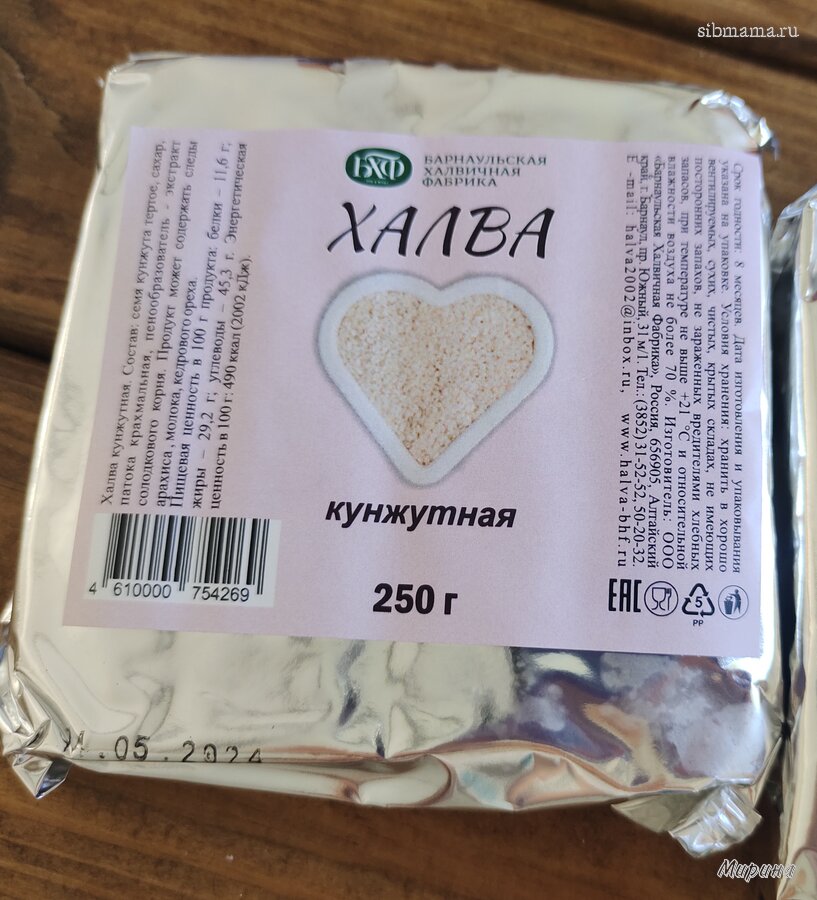 sibmama.ru
БХФ
БАРНАУЛЬСКАЯ
ХАЛВИЧНАЯ
ФАБРИКА
ХАЛВА
кунжутная
250 г
Халва кунжутная. Состав: семя кунжута тертое, сахар,
патока крахмальная, пенообразователь - экстракт
солодкового корня. Продукт может содержать следы
арахиса, молока, кедрового ореха.
Пищевая ценность в 100 г продукта: белки – 11,6 г;
жиры – 29,2 г; углеводы – 45,3 г. Энергетическая
ценность в 100 г: 490 ккал (2002 кДж).
4 610000 754269
Срок годности: 8 месяцев. Дата изготовления и упаковывания
указана на упаковке. Условия хранения: хранить в хорошо
вентилируемых, сухих, чистых, крытых складах, не имеющих
посторонних запахов, не зараженных вредителями хлебных
запасов, при температуре не выше +21 °С и относительной
влажности воздуха не более 70 %. Изготовитель: ООО
«Барнаульская Халвичная Фабрика», Россия, 656905, Алтайский
край, г. Барнаул, пр. Южный, 31 м/1. Тел.: (3852) 31-52-52, 50-20-32.
E-mail: halva2002@inbox.ru, www.halva-bhf.ru
EAC
5
PP
.05.2024
Мирина